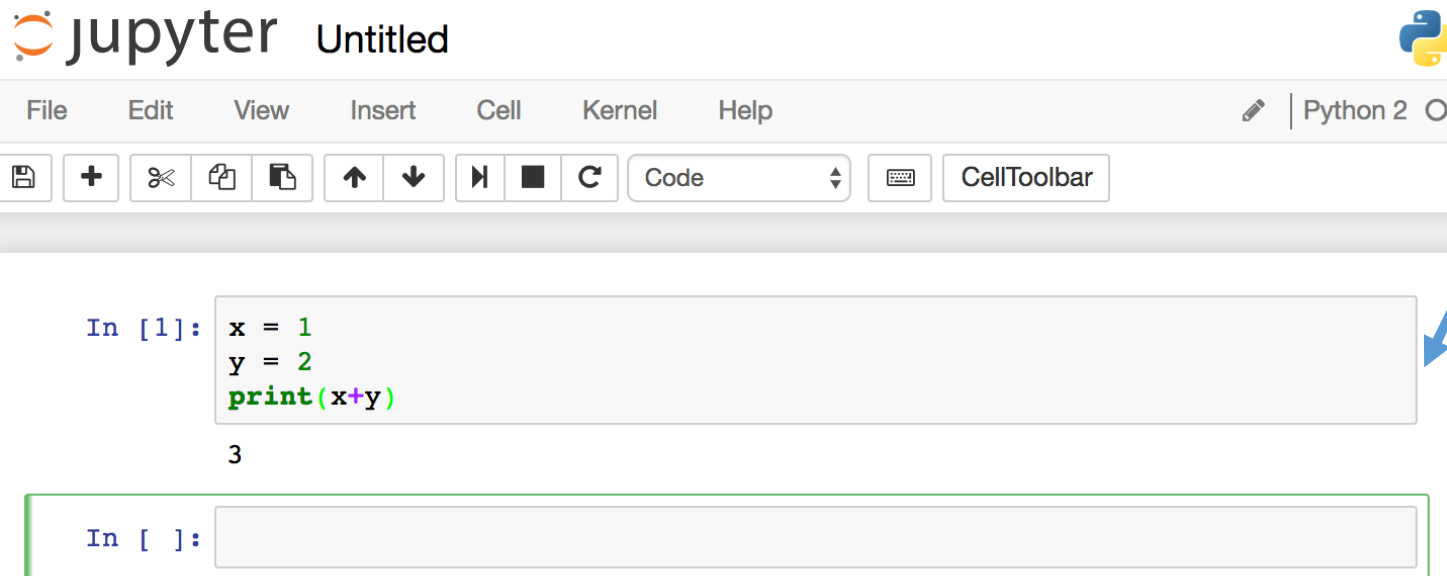 jupyter Untitled
File Edit View Insert Cell Kernel Help Python 2
Code CellToolbar
In [1]: x = 1
y = 2
print(x+y)
3
In [ ]: